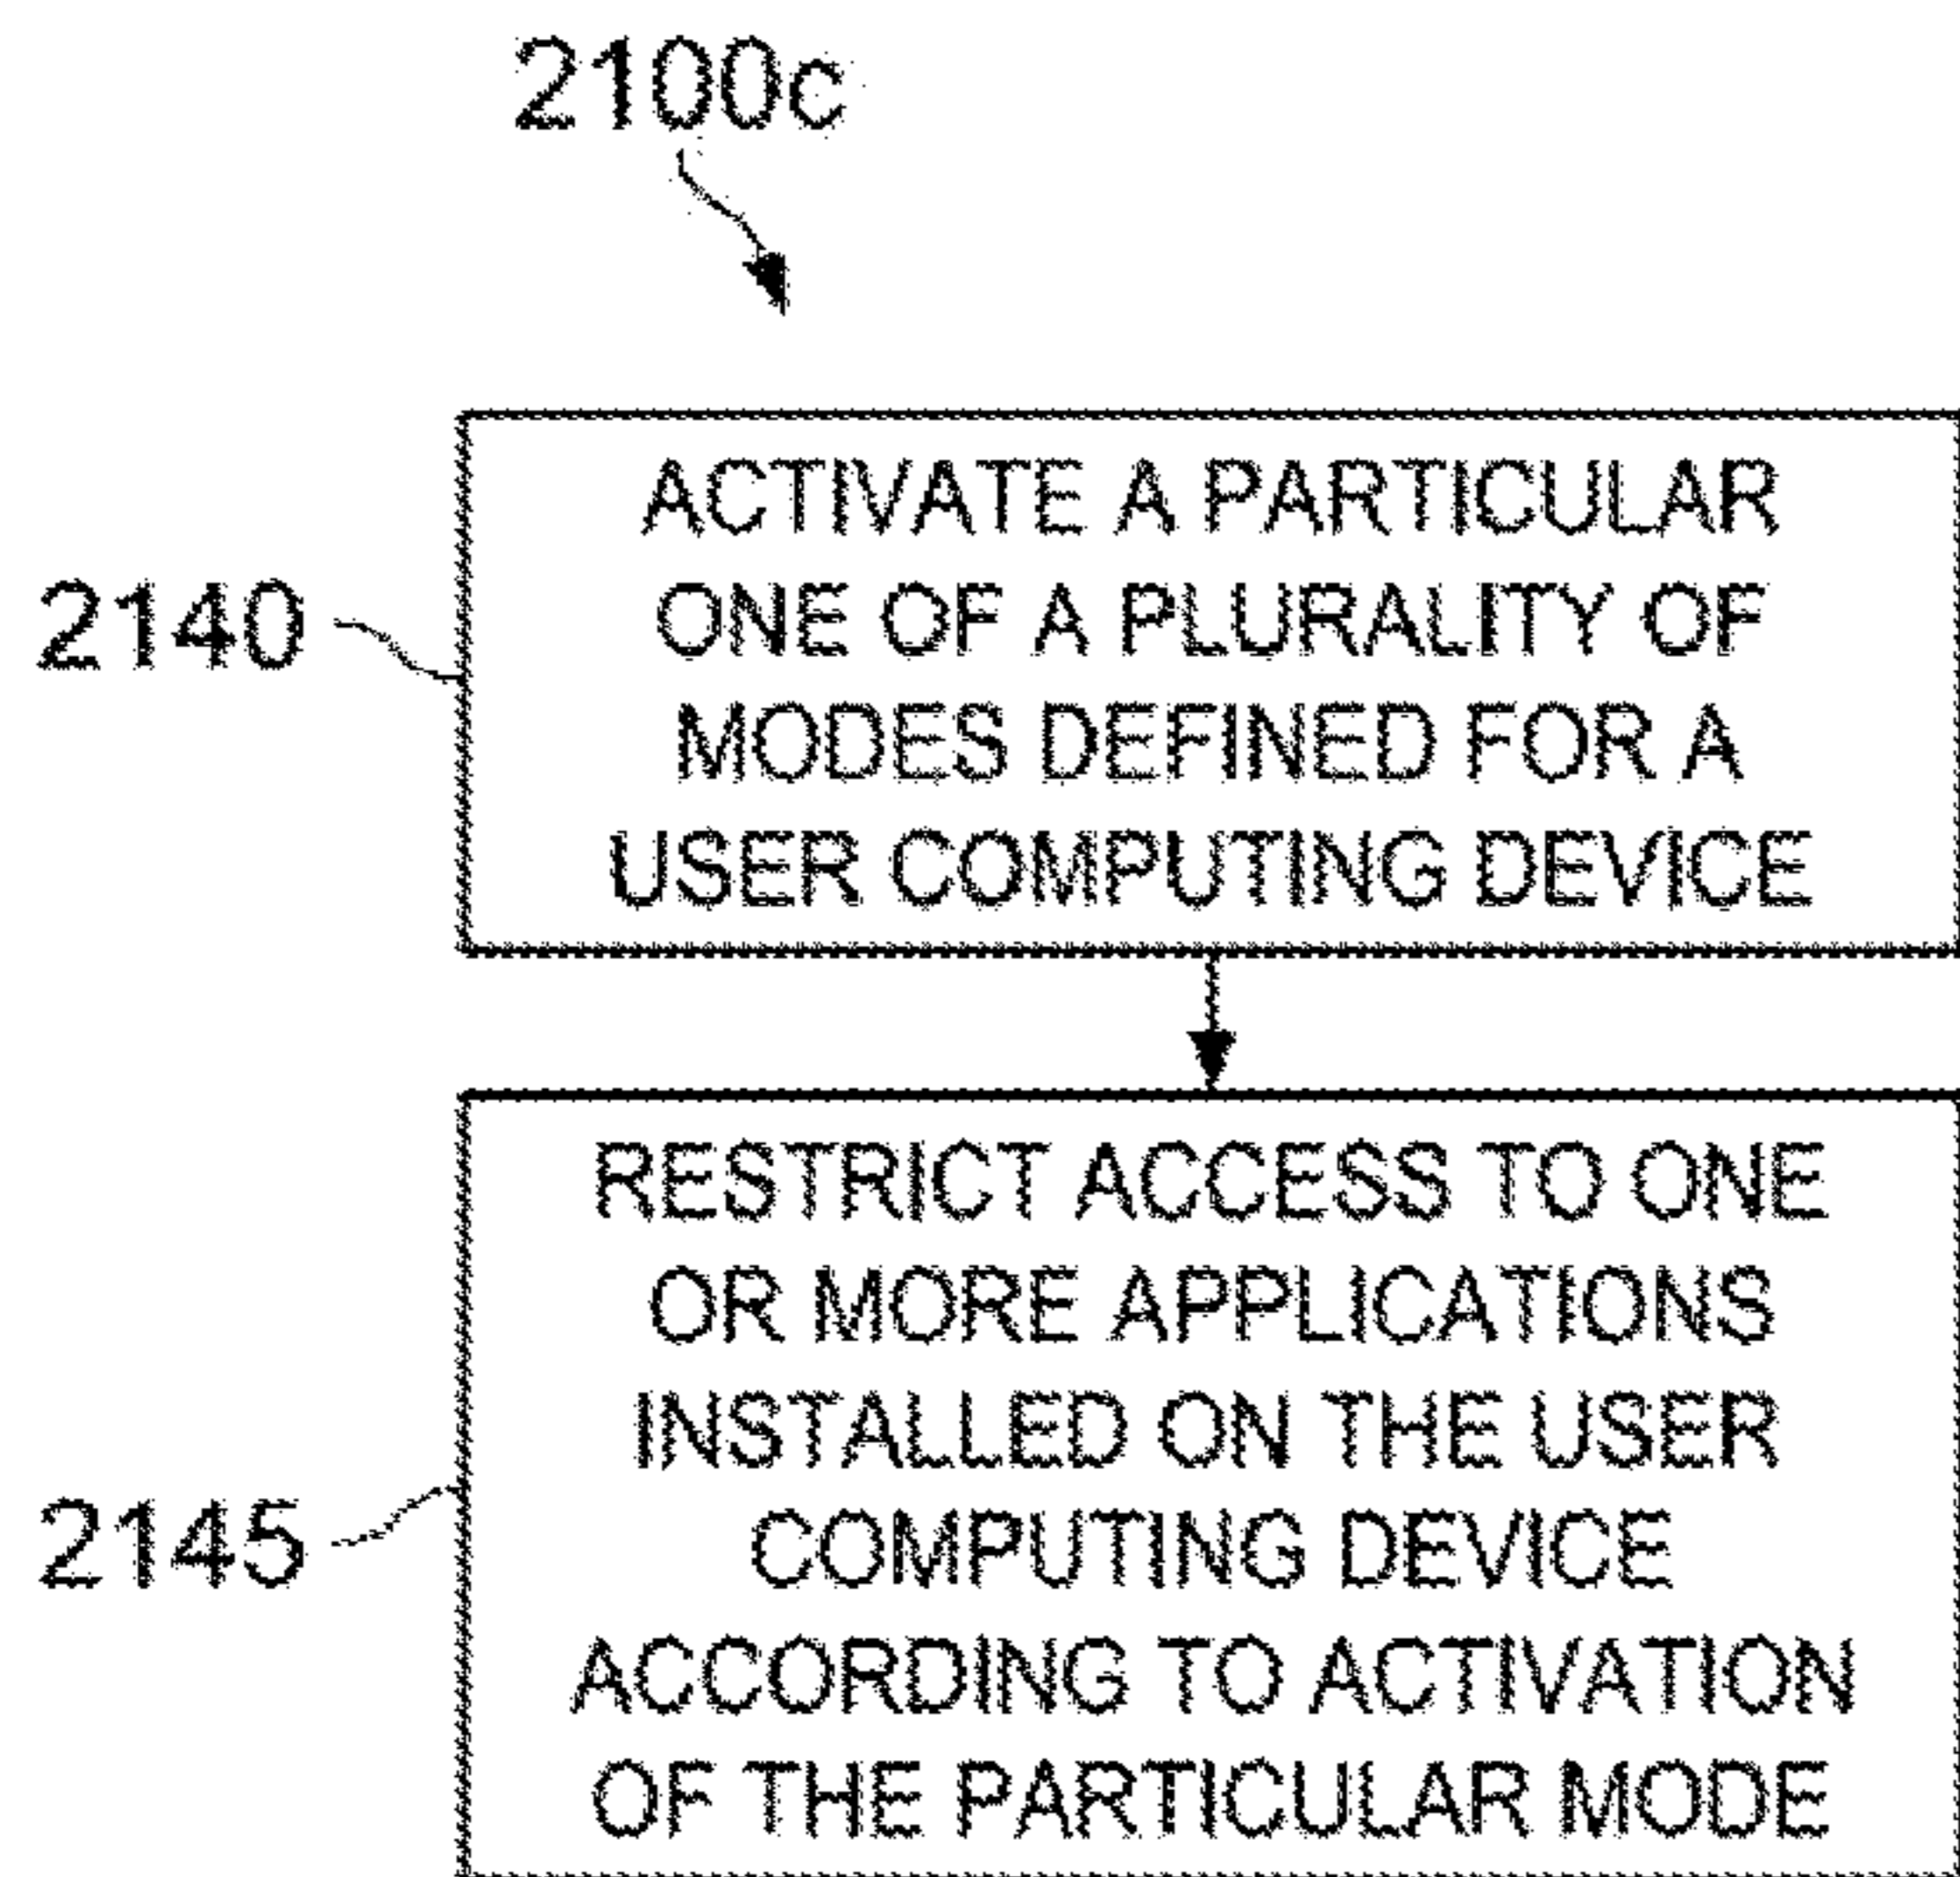 2100c
2140
ACTIVATE A PARTICULAR
ONE OF A PLURALITY OF
MODES DEFINED FOR A
USER COMPUTING DEVICE
2145
RESTRICT ACCESS TO ONE
OR MORE APPLICATIONS
INSTALLED ON THE USER
COMPUTING DEVICE
ACCORDING TO ACTIVATION
OF THE PARTICULAR MODE